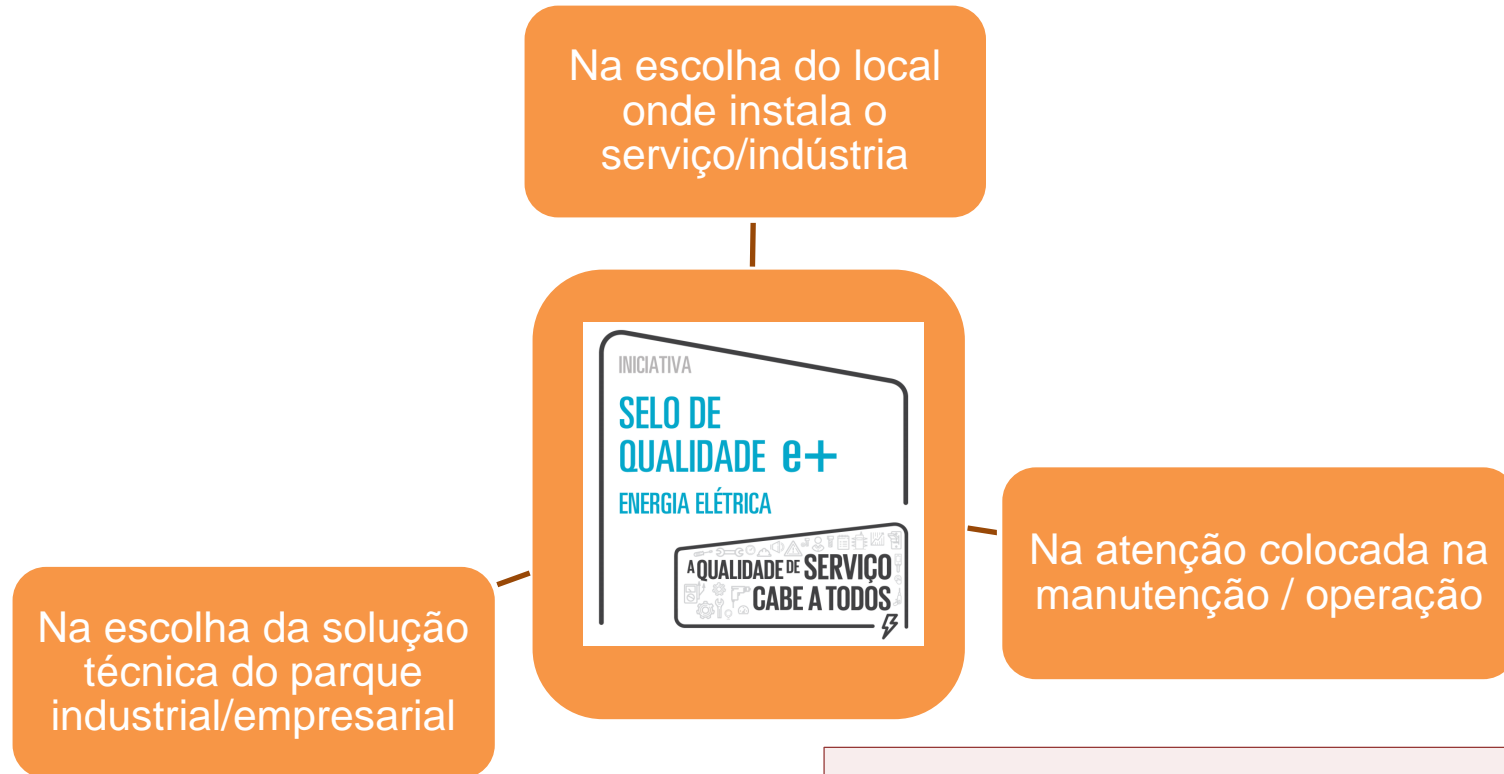 Na escolha do local
onde instala o
serviço/indústria
INICIATIVA
SELO DE
QUALIDADE e+
ENERGIA ELÉTRICA
A QUALIDADE DE SERVIÇO
CABE A TODOS
Na atenção colocada na
manutenção / operação
Na escolha da solução
técnica do parque
industrial/empresarial